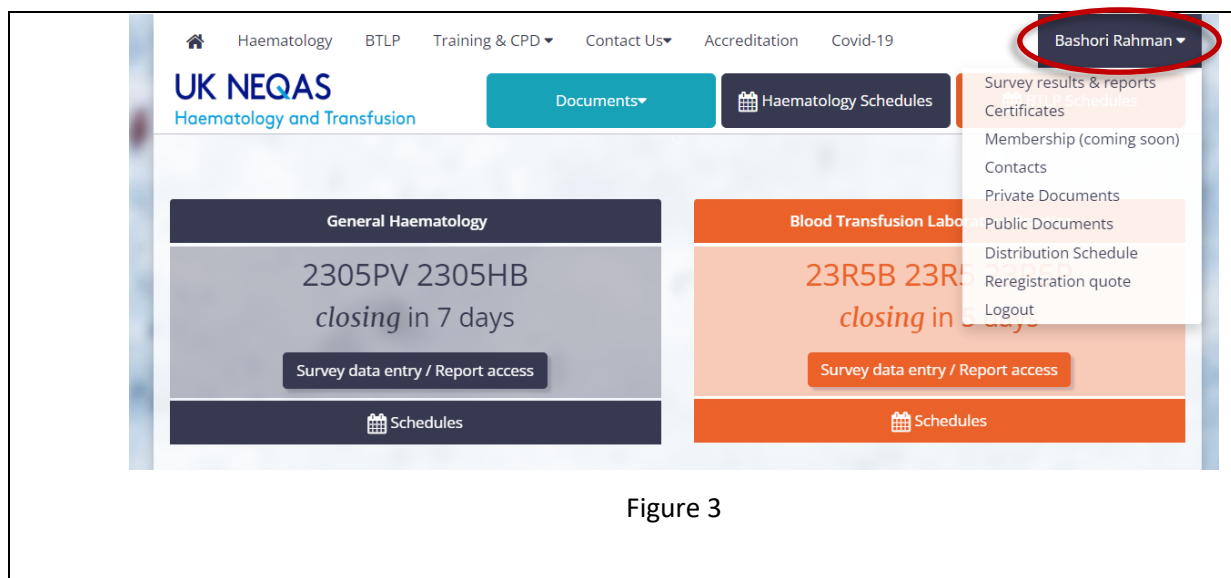 Haematology BTLP Training & CPD Contact Us Accreditation Covid-19 Bashori Rahman
UK NEQAS
Haematology and Transfusion
Documents Haematology Schedules Schedules
Survey results & reports
Certificates
Membership (coming soon)
Contacts
Private Documents
Public Documents
Distribution Schedule
Reregistration quote
Logout
General Haematology
2305PV 2305HB
closing in 7 days
Survey data entry / Report access
Schedules
Blood Transfusion
23R5B
closing in 5 days
Survey data entry / Report access
Schedules
Figure 3